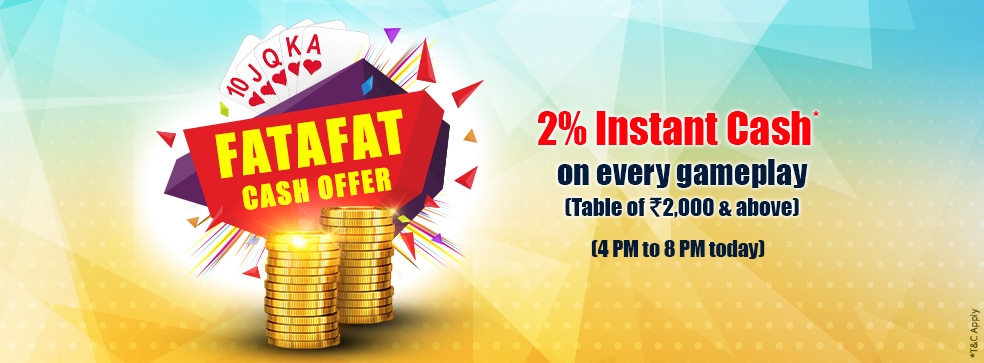 10 J Q K A
FATAFAT
CASH OFFER
2% Instant Cash*
on every gameplay
(Table of ₹2,000 & above)
(4 PM to 8 PM today)
*T&C Apply